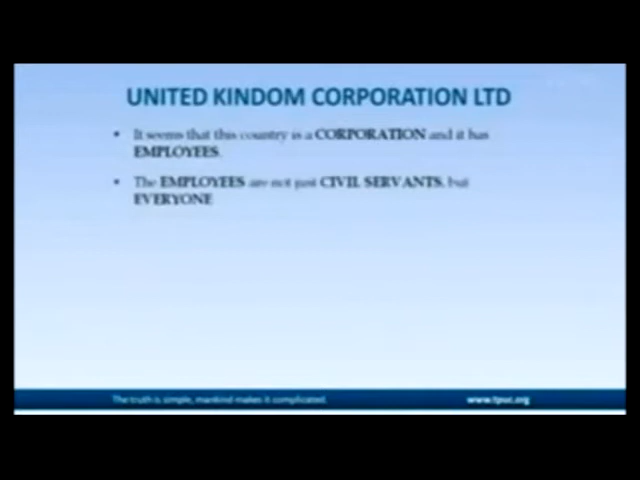 UNITED KINDOM CORPORATION LTD
• It seems that this country is a CORPORATION and it has
EMPLOYEES.
• The EMPLOYEES are not just CIVIL SERVANTS, but
EVERYONE
The truth is simple, mankind makes it complicated.
www.tpuc.org